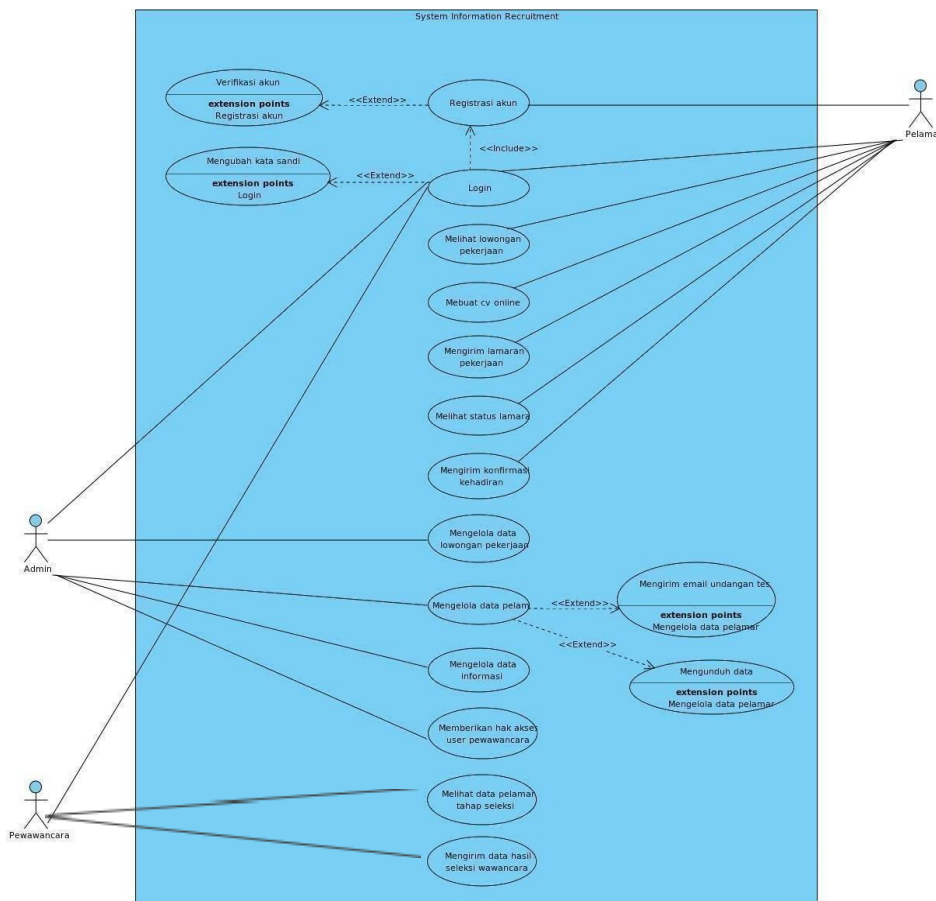 System Information Recruitment
Verifikasi akun
extension points
Registrasi akun
<<Extend>>
Registrasi akun
Pelama
<<Include>>
Mengubah kata sandi
extension points
Login
<<Extend>>
Login
Melihat lowongan
pekerjaan
Mebuat cv online
Mengirim lamaran
pekerjaan
Melihat status lamara
Mengirim konfirmasi
kehadiran
Admin
Mengelola data
lowongan pekerjaan
Mengelola data pelam
<<Extend>>
Mengirim email undangan tes
extension points
Mengelola data pelamar
<<Extend>>
Mengunduh data
extension points
Mengelola data pelamar
Mengelola data
informasi
Memberikan hak akses
user pewawancara
Pewawancara
Melihat data pelamar
tahap seleksi
Mengirim data hasil
seleksi wawancara